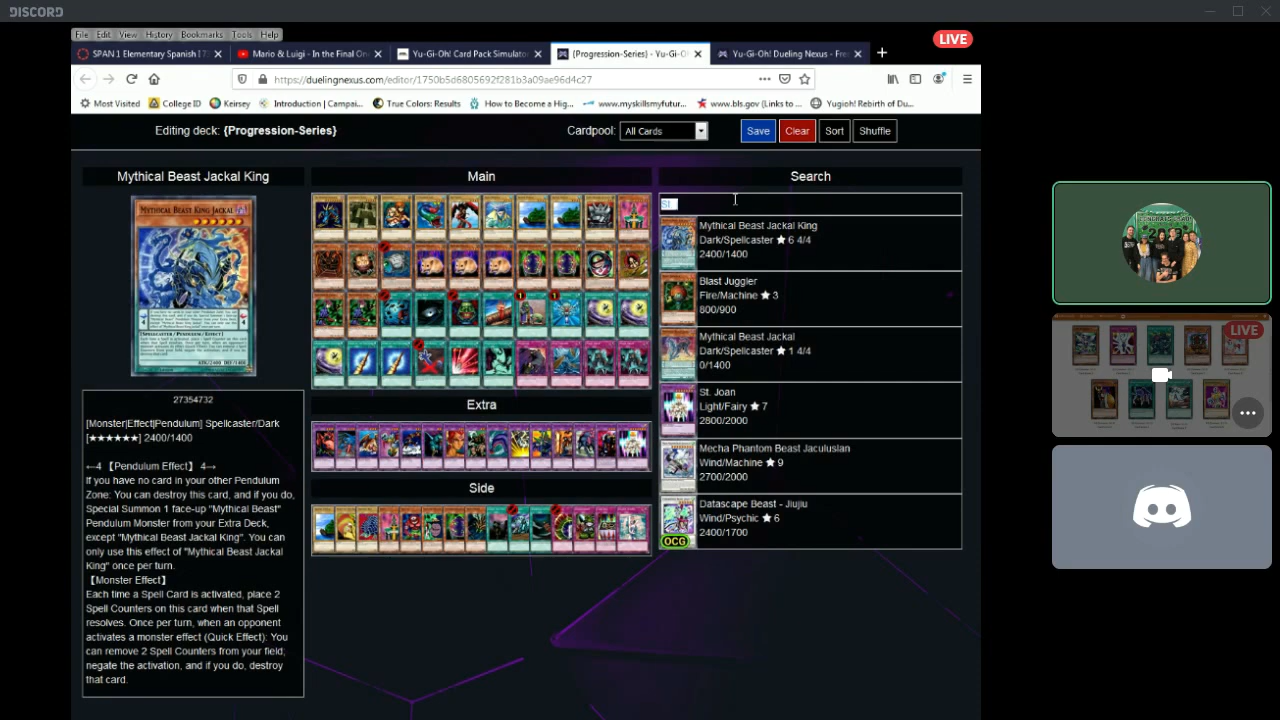 DISCORD
File Edit View History Bookmarks Tools Help
LIVE
SPAN 1 Elementary Spanish [7
Mario & Luigi - In the Final
Yu-Gi-Oh! Card Pack Simulator
(Progression-Series) - Yu-Gi-O
Yu-Gi-Oh! Dueling Nexus - Fre
https://duelingnexus.com/editor/1750b5d6805692f281b3a09ae96d4c27
Most Visited
College ID
Keirsey
Introduction | Campai...
True Colors: Results
How to Become a Hig...
www.myskillsmyfutur...
www.bls.gov (Links to ...
Yugioh! Rebirth of Du...
Editing deck: {Progression-Series}
Cardpool: All Cards
Save Clear Sort Shuffle
Mythical Beast Jackal King
Main
Search
St.
MYTHICAL BEAST KING JACKAL
Mythical Beast Jackal King
Dark/Spellcaster ★ 6 4/4
2400/1400
Blast Juggler
Fire/Machine ★ 3
800/900
Mythical Beast Jackal
Dark/Spellcaster ★ 1 4/4
0/1400
St. Joan
Light/Fairy ★ 7
2800/2000
Mecha Phantom Beast Jaculuslan
Wind/Machine ★ 9
2700/2000
Datascape Beast - Jiujiu
Wind/Psychic ★ 6
2400/1700
OCG
Extra
Side
27354732
[Monster|Effect|Pendulum] Spellcaster/Dark
[★★★★★★] 2400/1400
←4 【Pendulum Effect】 4→
If you have no card in your other Pendulum
Zone: You can destroy this card, and if you do,
Special Summon 1 face-up "Mythical Beast"
Pendulum Monster from your Extra Deck,
except "Mythical Beast Jackal King". You can
only use this effect of "Mythical Beast Jackal
King" once per turn.
【Monster Effect】
Each time a Spell Card is activated, place 2
Spell Counters on this card when that Spell
resolves. Once per turn, when an opponent
activates a monster effect (Quick Effect): You
can remove 2 Spell Counters from your field;
negate the activation, and if you do, destroy
that card.
LIVE